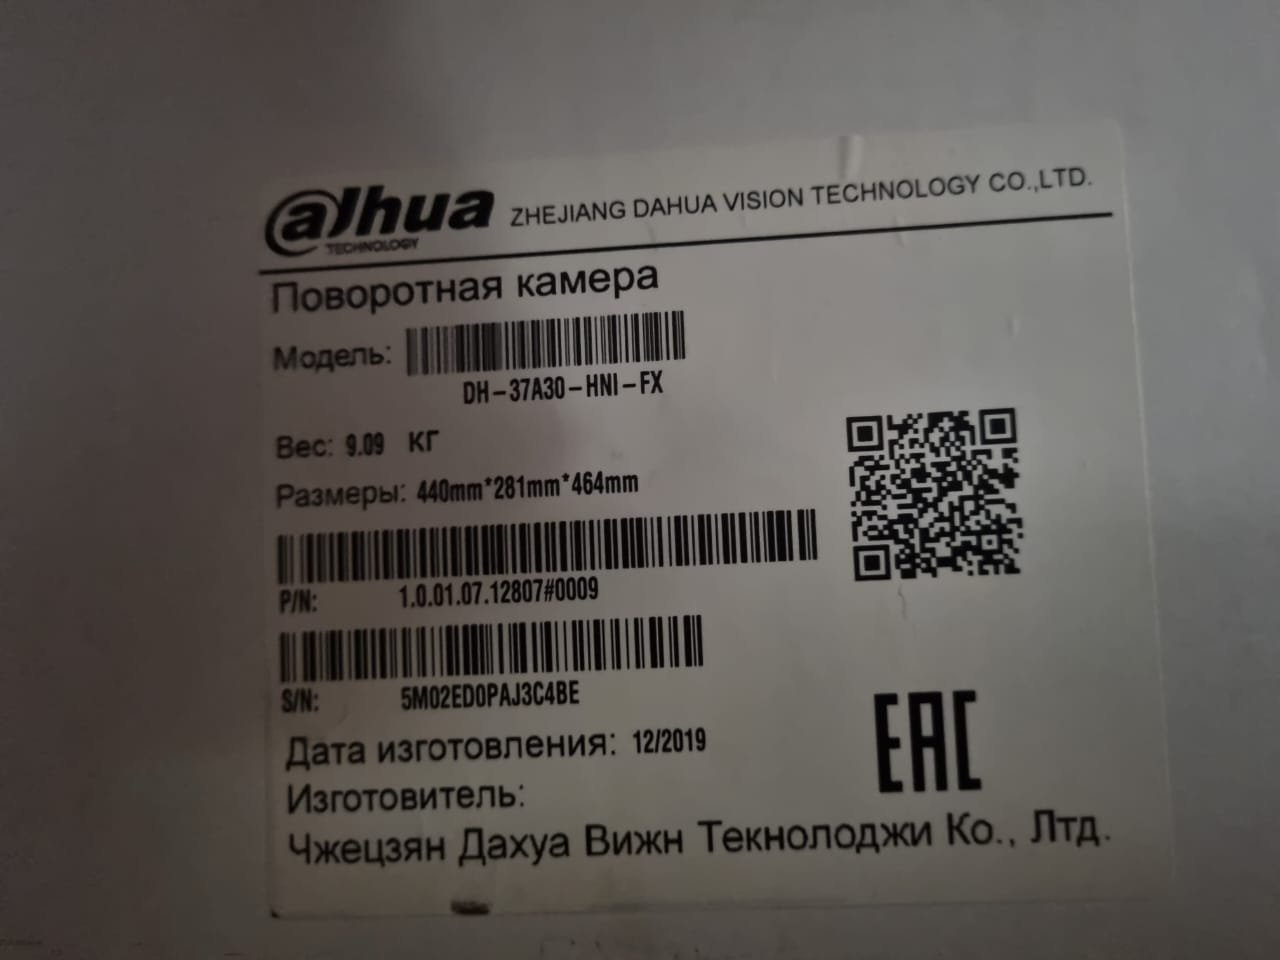 alhua
TECHNOLOGY
ZHEJIANG DAHUA VISION TECHNOLOGY CO.,LTD.
Поворотная камера
Модель:
DH-37A30-HNI-FX
Вес: 9.09 КГ
Размеры: 440mm*281mm*464mm
P/N: 1.0.01.07.12807#0009
S/N: 5M02ED0PAJ3C4BE
Дата изготовления: 12/2019
Изготовитель:
Чжецзян Дахуа Вижн Текнолоджи Ко., Лтд.
EAC